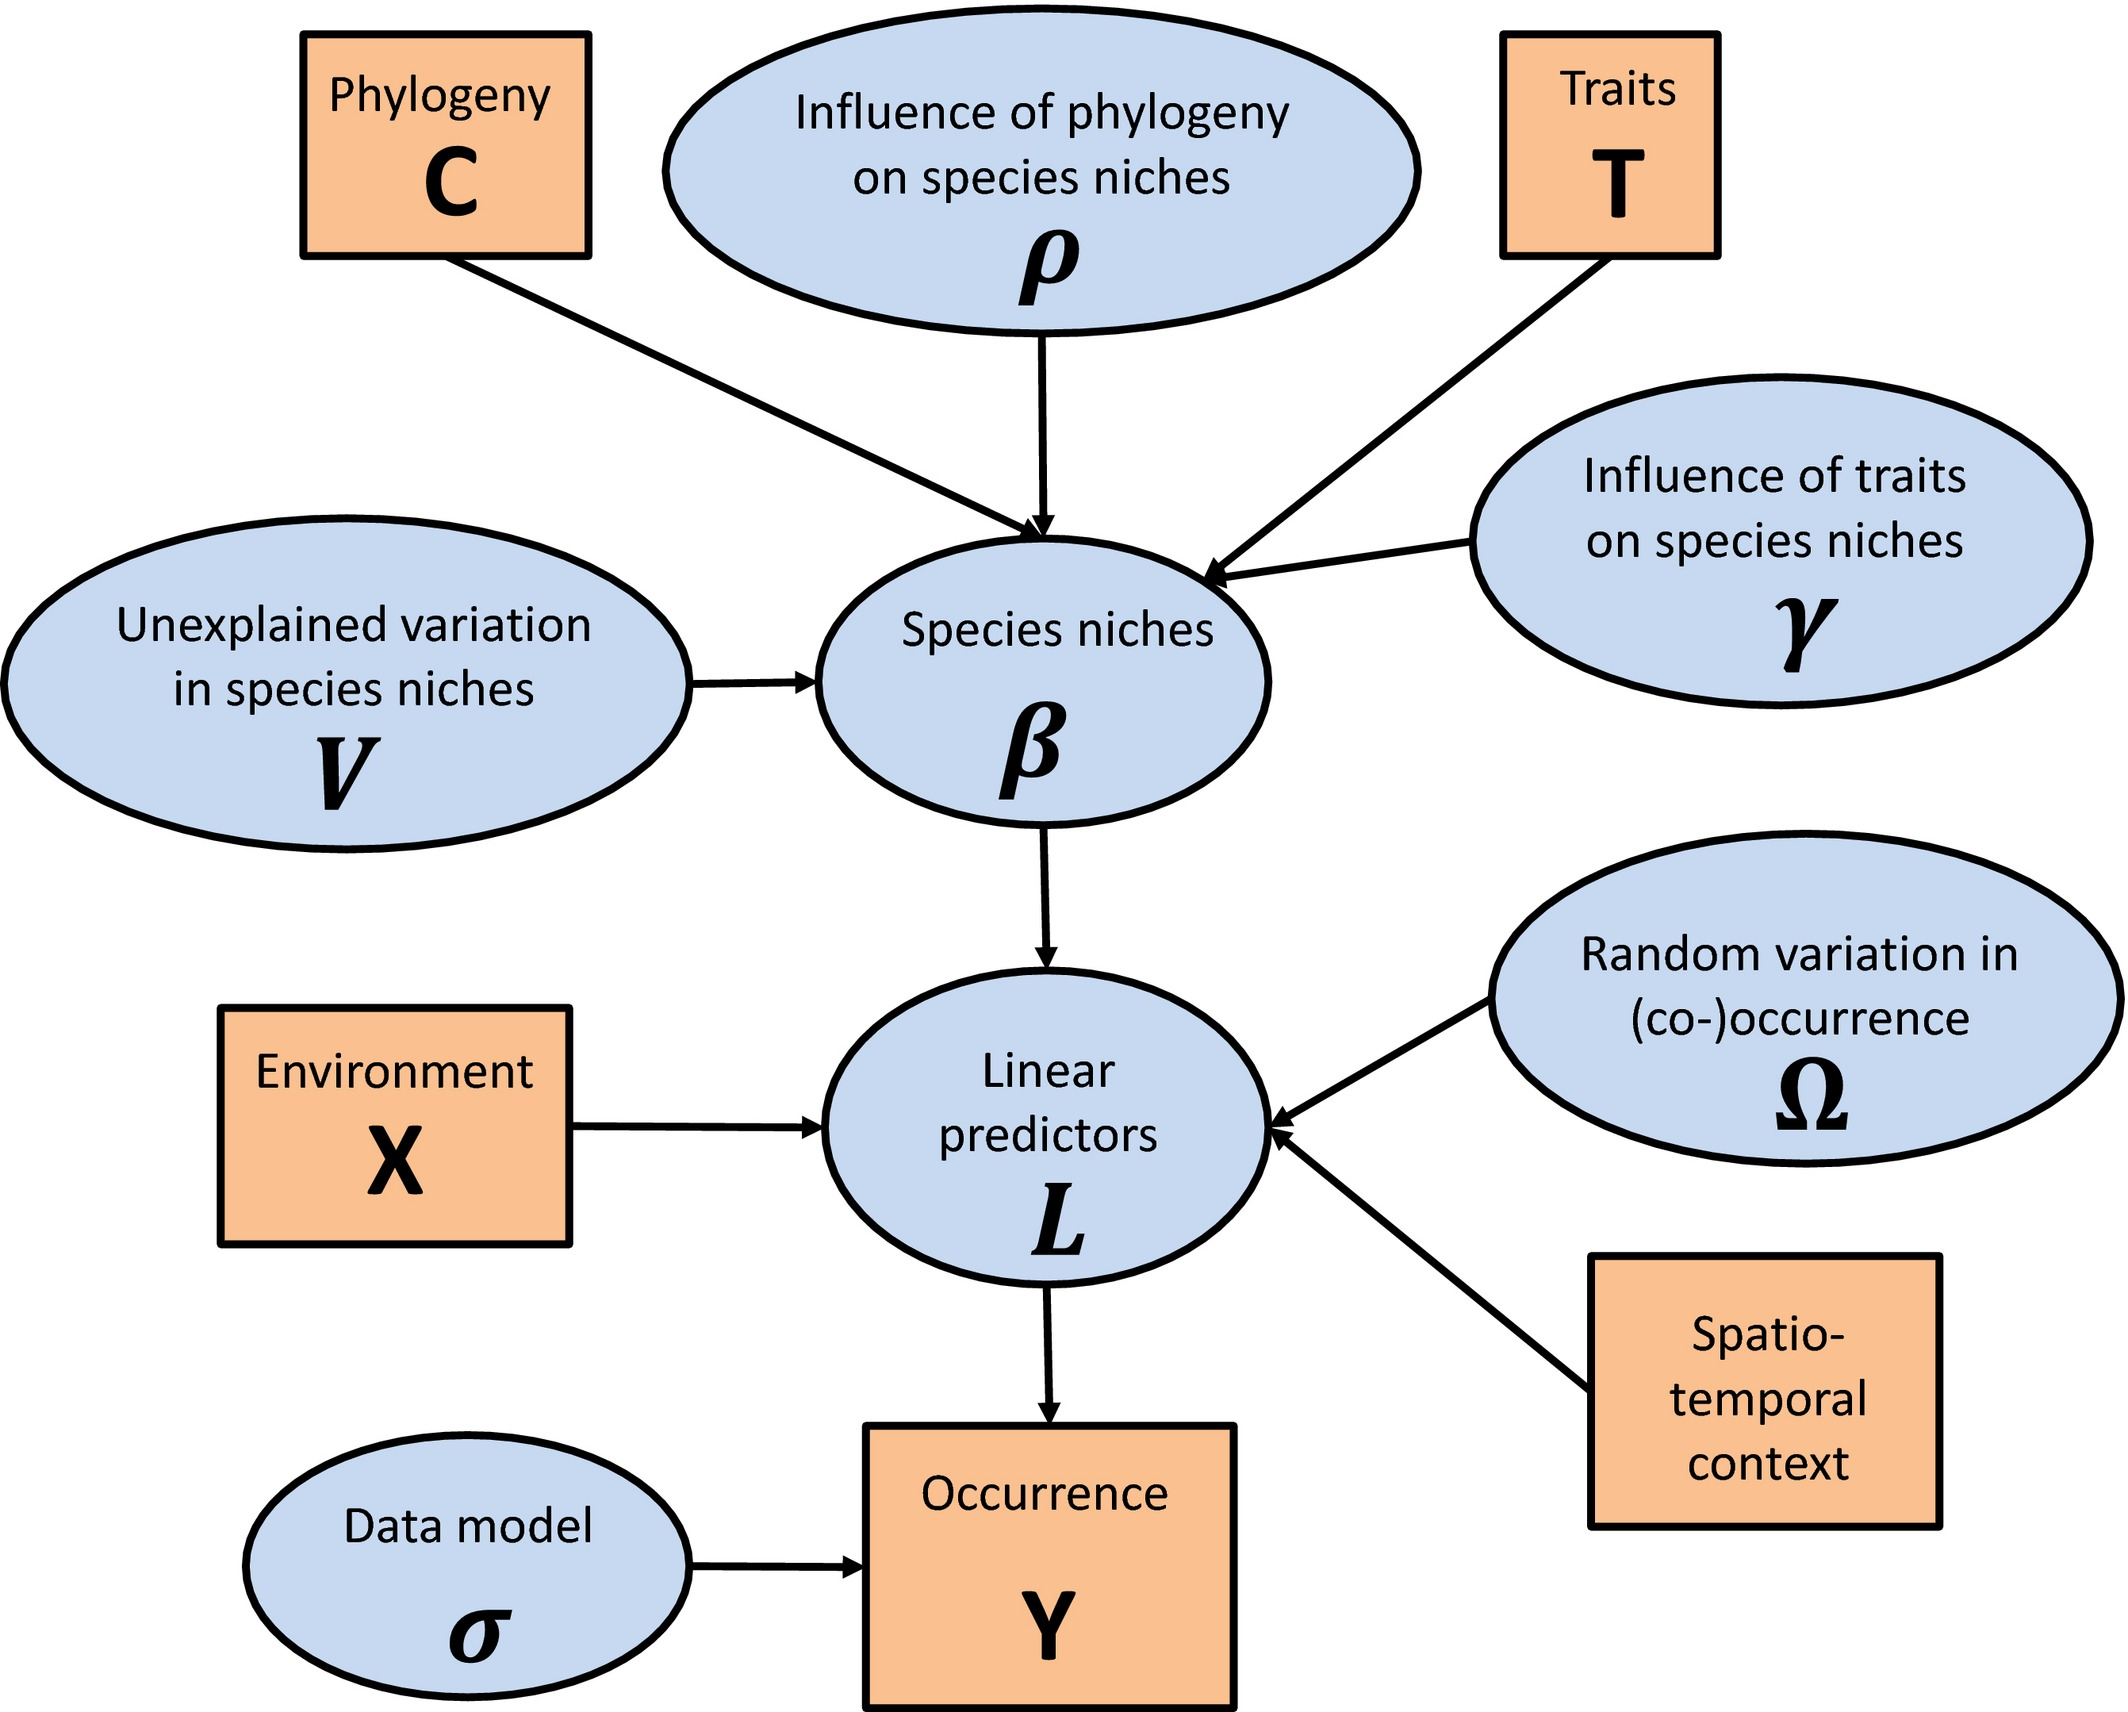 Phylogeny
C
Influence of phylogeny
on species niches
ρ
Traits
T
Influence of traits
on species niches
γ
Unexplained variation
in species niches
V
Species niches
β
Random variation in
(co-)occurrence
Ω
Environment
X
Linear
predictors
L
Spatio-
temporal
context
Data model
σ
Occurrence
Y